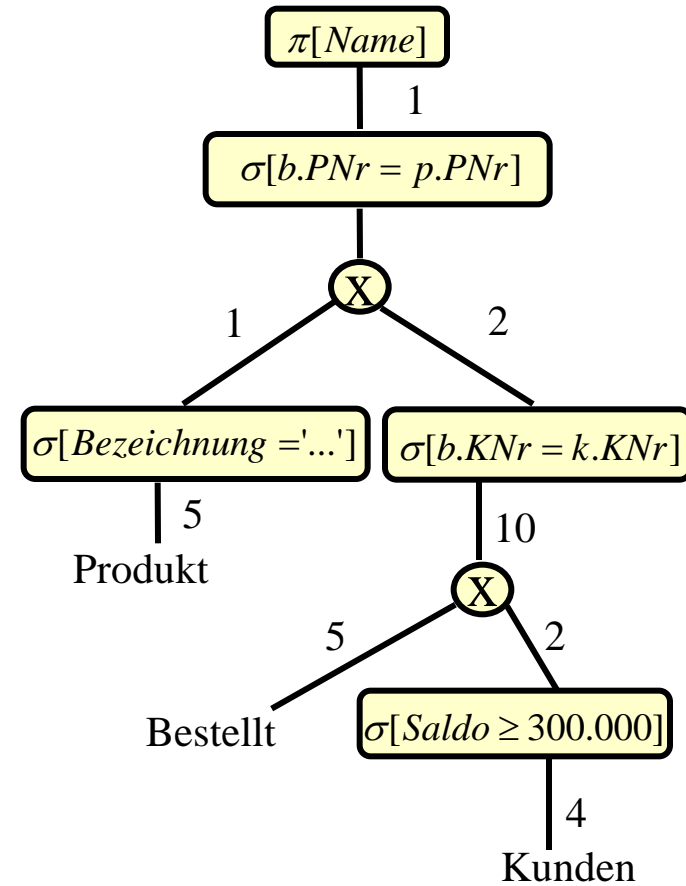 π[Name]
1
σ[b.PNr = p.PNr]
X
1
2
σ[Bezeichnung ='...']
σ[b.KNr = k.KNr]
5
10
Produkt
X
5
2
Bestellt
σ[Saldo ≥ 300.000]
4
Kunden